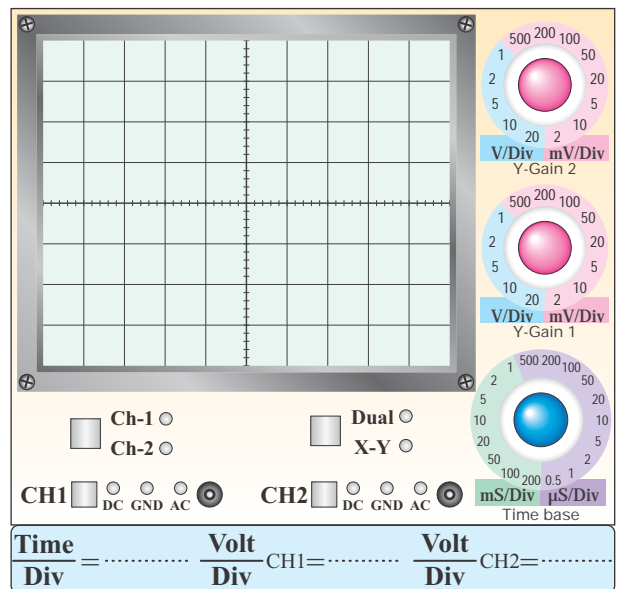 500 200 100
1 50
2 20
5 5
10 10
20 2
V/Div mV/Div
Y-Gain 2
500 200 100
1 50
2 20
5 5
10 10
20 2
V/Div mV/Div
Y-Gain 1
1 500 200 100
2 50
5 20
10 10
20 5
50 2
100 200 0.5 1
mS/Div µS/Div
Time base
Ch-1 Dual
Ch-2 X-Y
CH1 DC GND AC CH2 DC GND AC
Time/Div = ............ Volt/Div CH1=........... Volt/Div CH2=............